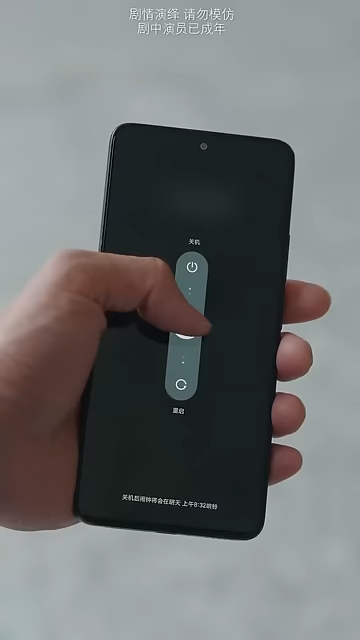 剧情演绎 请勿模仿
剧中演员已成年
关机
重启
关机后闹钟将会在明天 上午8:32响铃